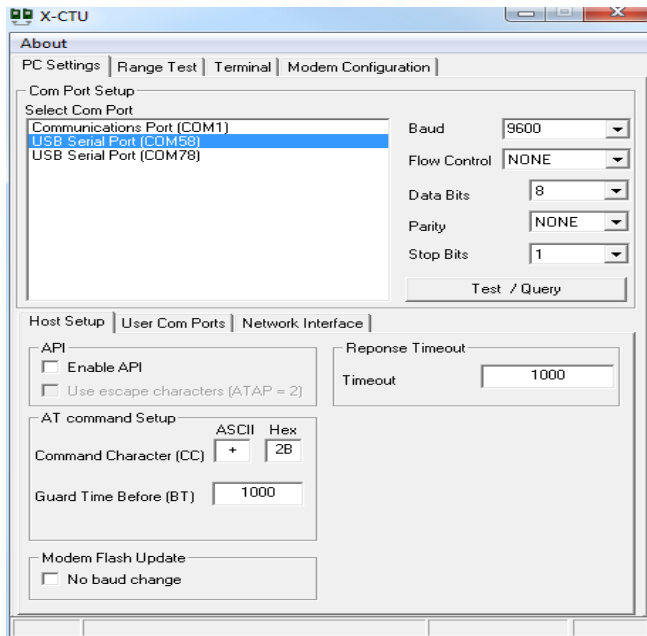 X-CTU
About
PC Settings Range Test Terminal Modem Configuration
Com Port Setup
Select Com Port
Communications Port (COM1)
USB Serial Port (COM58)
USB Serial Port (COM78)
Baud 9600
Flow Control NONE
Data Bits 8
Parity NONE
Stop Bits 1
Test / Query
Host Setup User Com Ports Network Interface
API
Enable API
Use escape characters (ATAP = 2)
Reponse Timeout
Timeout 1000
AT command Setup
ASCII Hex
Command Character (CC) + 2B
Guard Time Before (BT) 1000
Modem Flash Update
No baud change